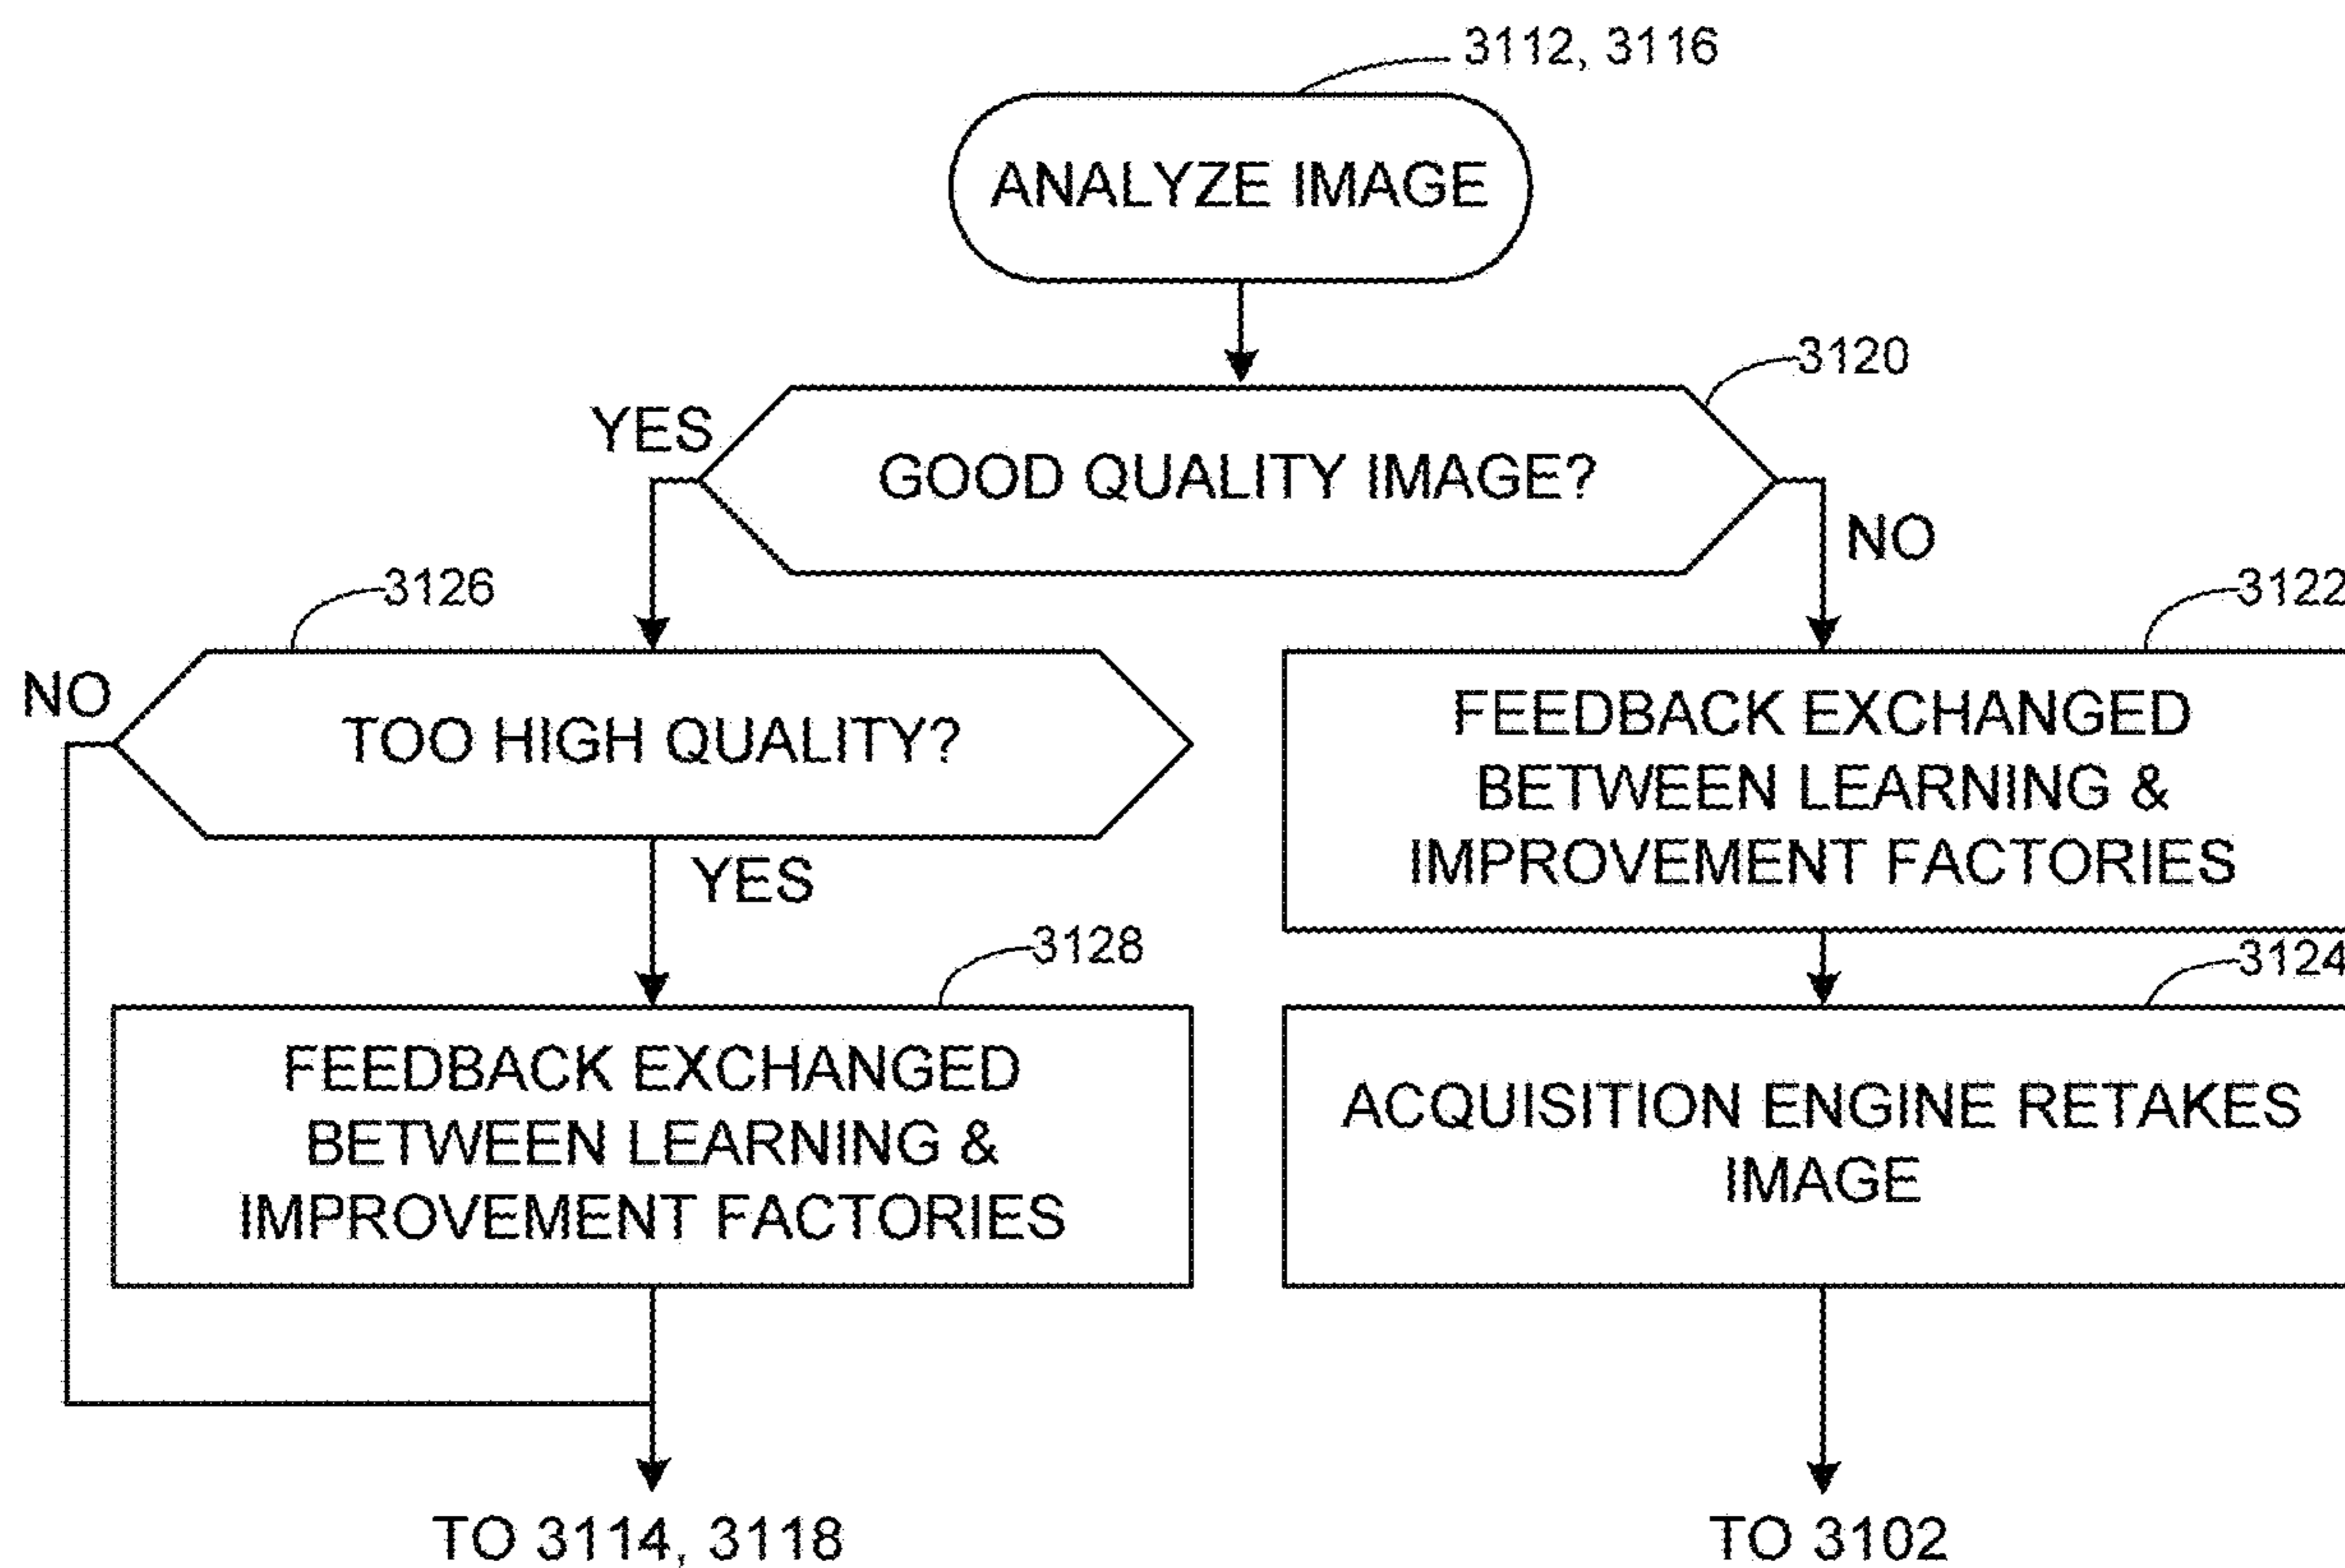 3112, 3116
ANALYZE IMAGE
3120
YES
GOOD QUALITY IMAGE?
NO
3126
3122
NO
TOO HIGH QUALITY?
FEEDBACK EXCHANGED
BETWEEN LEARNING &
IMPROVEMENT FACTORIES
YES
3128
3124
FEEDBACK EXCHANGED
BETWEEN LEARNING &
IMPROVEMENT FACTORIES
ACQUISITION ENGINE RETAKES
IMAGE
TO 3114, 3118
TO 3102